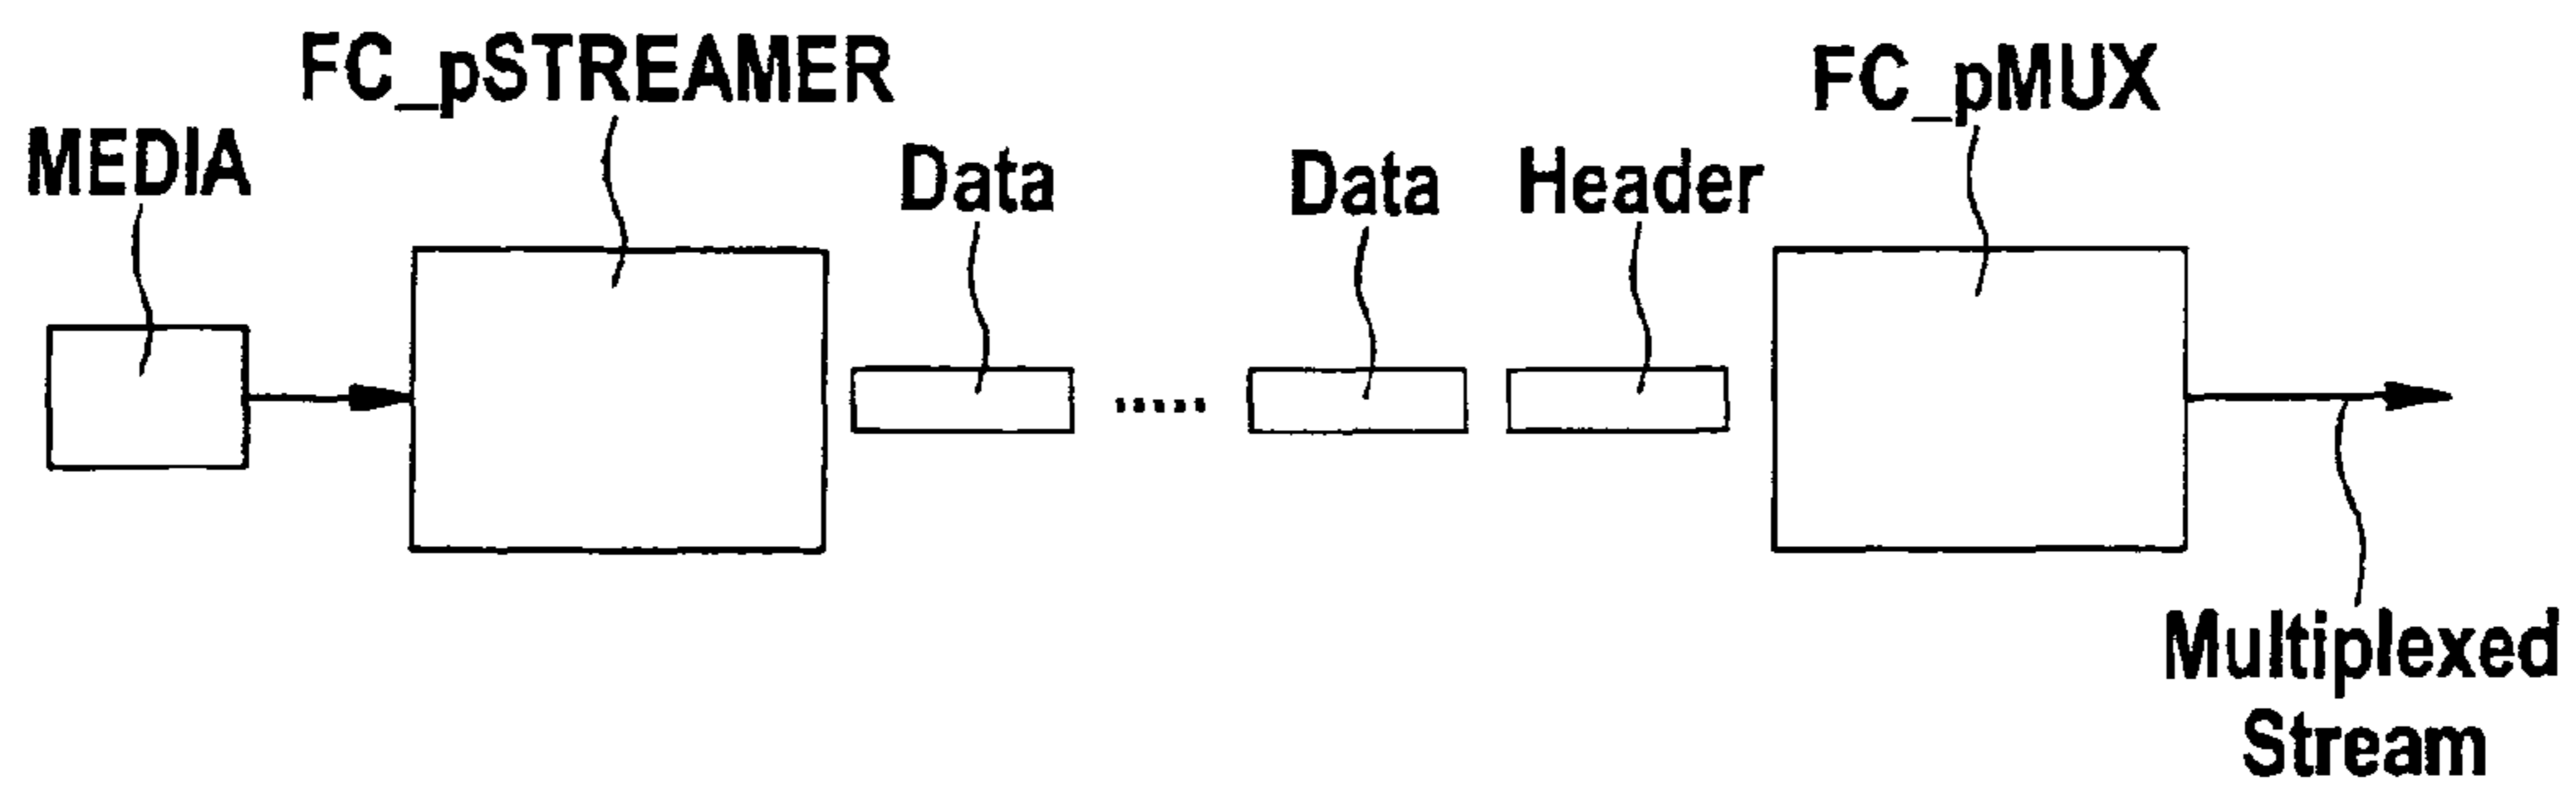 MEDIA
FC_pSTREAMER
Data
Data
Header
FC_pMUX
Multiplexed
Stream